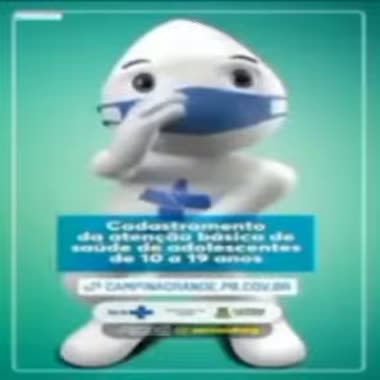 Cadastramento
da atenção básica de
saúde de adolescentes
de 10 a 19 anos
CAMPINAGRANDE.PB.GOV.BR